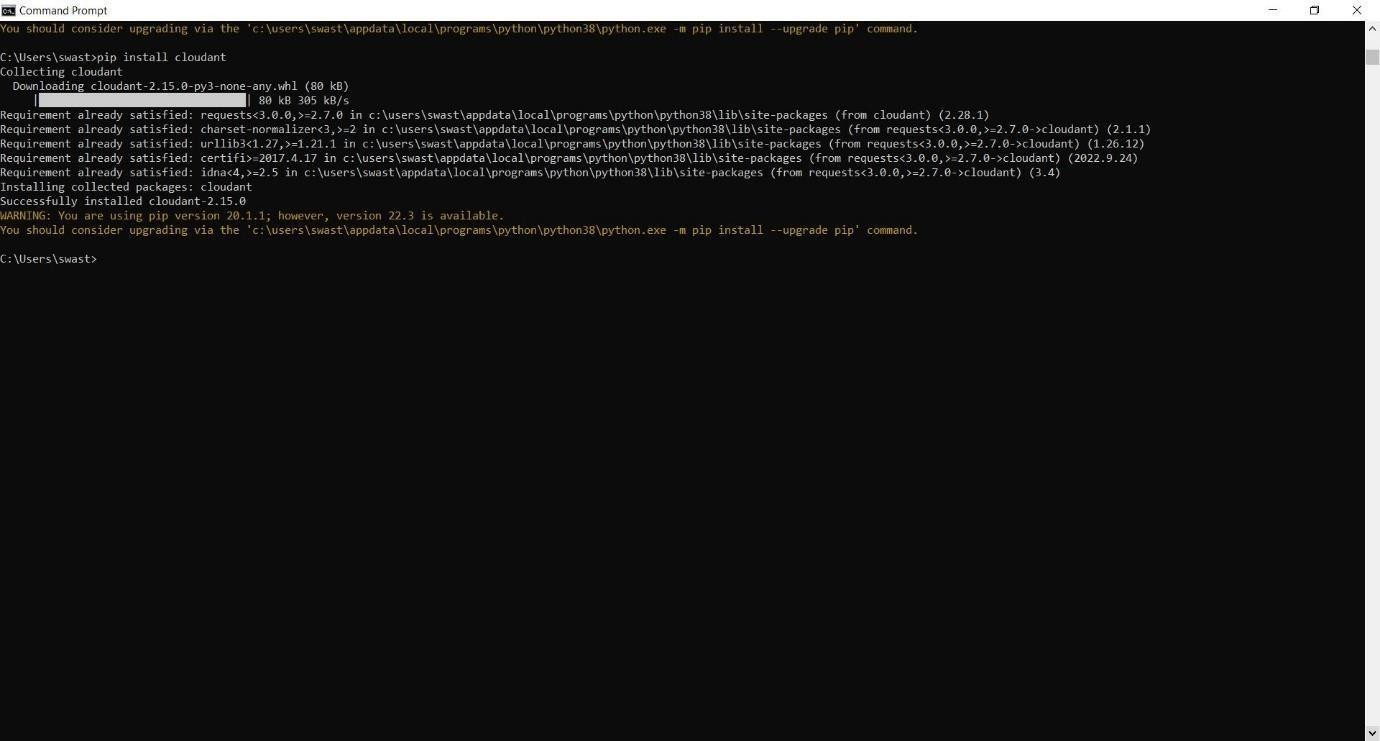 Command Prompt
You should consider upgrading via the 'c:\users\swast\appdata\local\programs\python\python38\python.exe -m pip install --upgrade pip' command.
C:\Users\swast>pip install cloudant
Collecting cloudant
  Downloading cloudant-2.15.0-py3-none-any.whl (80 kB)
     |████████████████████████████████| 80 kB 305 kB/s
Requirement already satisfied: requests<3.0.0,>=2.7.0 in c:\users\swast\appdata\local\programs\python\python38\lib\site-packages (from cloudant) (2.28.1)
Requirement already satisfied: charset-normalizer<3,>=2 in c:\users\swast\appdata\local\programs\python\python38\lib\site-packages (from requests<3.0.0,>=2.7.0->cloudant) (2.1.1)
Requirement already satisfied: urllib3<1.27,>=1.21.1 in c:\users\swast\appdata\local\programs\python\python38\lib\site-packages (from requests<3.0.0,>=2.7.0->cloudant) (1.26.12)
Requirement already satisfied: certifi>=2017.4.17 in c:\users\swast\appdata\local\programs\python\python38\lib\site-packages (from requests<3.0.0,>=2.7.0->cloudant) (2022.9.24)
Requirement already satisfied: idna<4,>=2.5 in c:\users\swast\appdata\local\programs\python\python38\lib\site-packages (from requests<3.0.0,>=2.7.0->cloudant) (3.4)
Installing collected packages: cloudant
Successfully installed cloudant-2.15.0
WARNING: You are using pip version 20.1.1; however, version 22.3 is available.
You should consider upgrading via the 'c:\users\swast\appdata\local\programs\python\python38\python.exe -m pip install --upgrade pip' command.
C:\Users\swast>